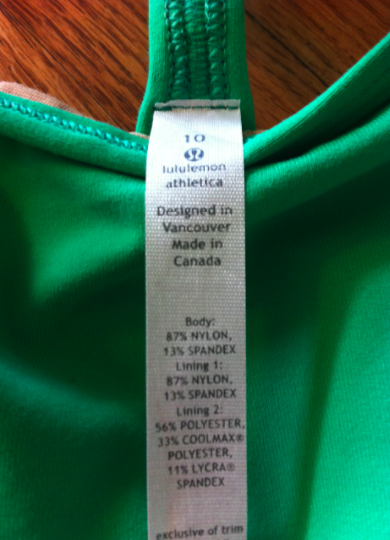 10
lululemon
athletica
Designed in
Vancouver
Made in
Canada
Body:
87% NYLON,
13% SPANDEX
Lining 1:
87% NYLON,
13% SPANDEX
Lining 2:
56% POLYESTER,
33% COOLMAX®
POLYESTER,
11% LYCRA®
SPANDEX
exclusive of trim